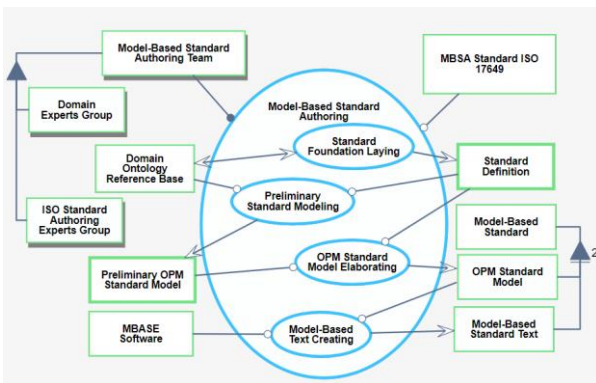 Model-Based Standard
Authoring Team
MBSA Standard ISO
17649
Domain
Experts Group
Model-Based Standard
Authoring
Standard
Foundation Laying
Domain
Ontology
Reference Base
Standard
Definition
Preliminary
Standard Modeling
ISO Standard
Authoring
Experts Group
Model-Based
Standard
OPM Standard
Model Elaborating
2
Preliminary OPM
Standard Model
OPM Standard
Model
MBASE
Software
Model-Based
Text Creating
Model-Based
Standard Text